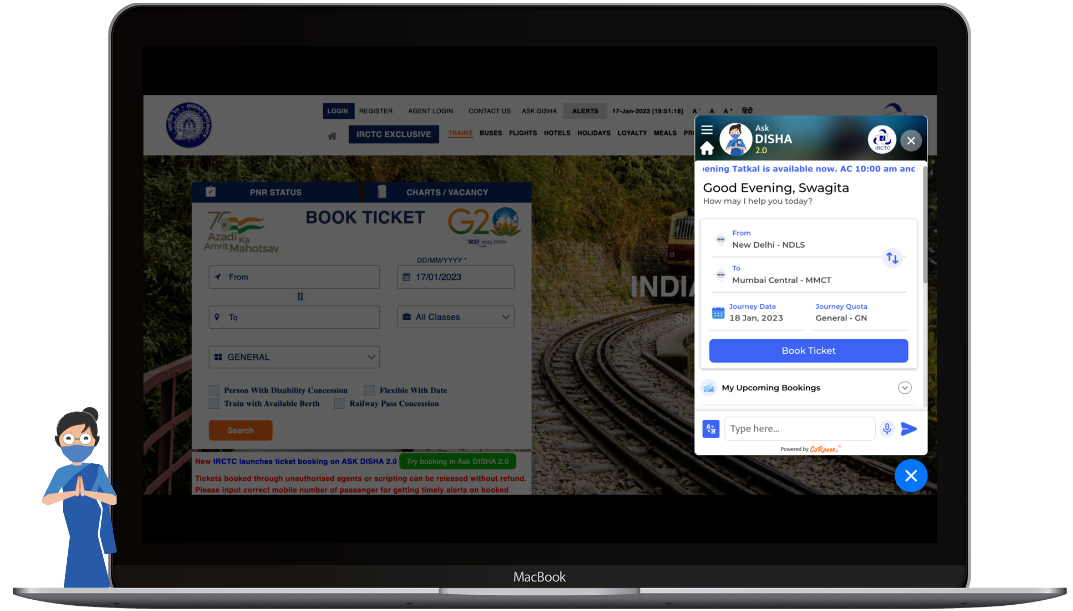 LOGIN REGISTER AGENT LOGIN CONTACT US ASK DISHA ALERTS 17-Jan-2023 [19:51:18] A- A A+ हिंदी
IRCTC EXCLUSIVE TRAINS BUSES FLIGHTS HOTELS HOLIDAYS LOYALTY MEALS
PNR STATUS CHARTS / VACANCY
75
Azadi Ka
Amrit Mahotsav
BOOK TICKET
G20
DD/MM/YYYY *
From
17/01/2023
To
All Classes
GENERAL
Person With Disability Concession Flexible With Date
Train with Available Berth Railway Pass Concession
Search
New IRCTC launches ticket booking on ASK DISHA 2.0 Try booking in Ask DISHA 2.0
Tickets booked through unauthorised agents or scripting can be released without refund.
Please input correct mobile number of passenger for getting timely alerts on booked
INDIA
Ask
DISHA
2.0
IRCTC
ening Tatkal is available now. AC 10:00 am and
Good Evening, Swagita
How may I help you today?
From
New Delhi - NDLS
To
Mumbai Central - MMCT
Journey Date Journey Quota
18 Jan, 2023 General - GN
Book Ticket
My Upcoming Bookings
Type here...
Powered by CoRover
MacBook